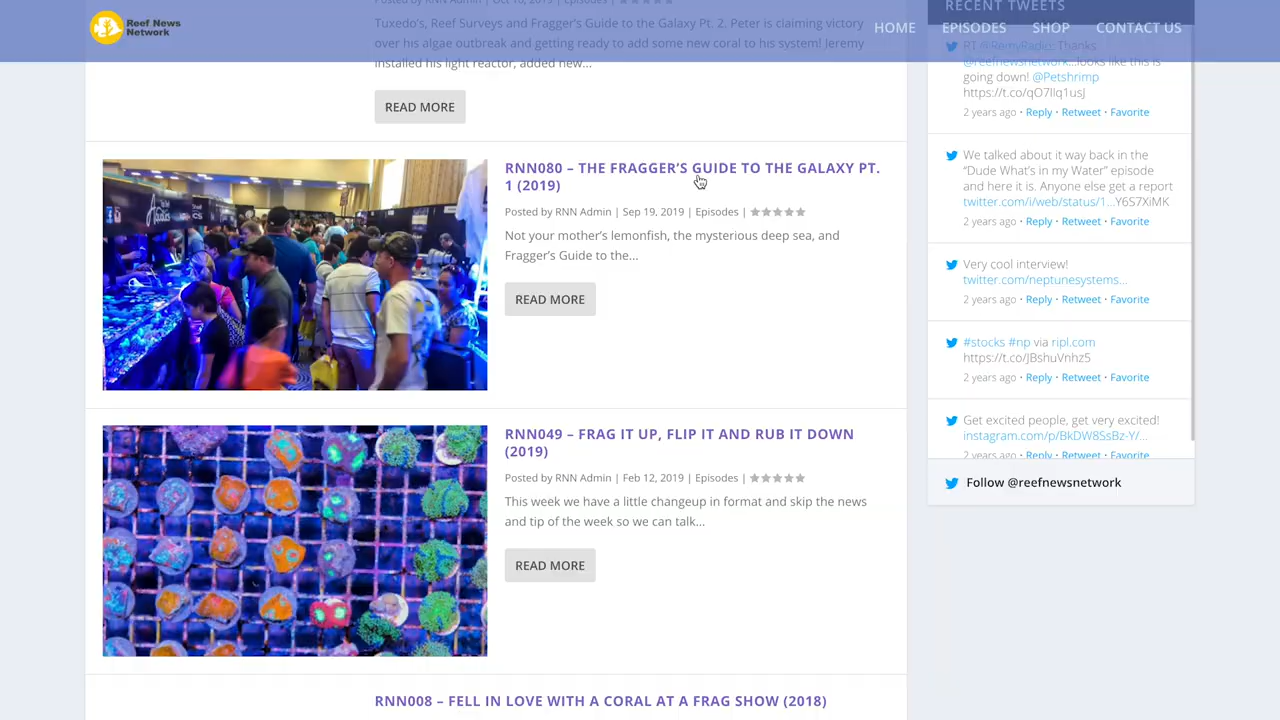 Reef News
Network
HOME
EPISODES
SHOP
CONTACT US
Tuxedo's, Reef Surveys and Fragger's Guide to the Galaxy Pt. 2. Peter is claiming victory
over his algae outbreak and getting ready to add some new coral to his system! Jeremy
installed his light reactor, added new...
READ MORE
RNN080 – THE FRAGGER'S GUIDE TO THE GALAXY PT.
1 (2019)
Posted by RNN Admin | Sep 19, 2019 | Episodes |
Not your mother's lemonfish, the mysterious deep sea, and
Fragger's Guide to the...
READ MORE
RNN049 – FRAG IT UP, FLIP IT AND RUB IT DOWN
(2019)
Posted by RNN Admin | Feb 12, 2019 | Episodes |
This week we have a little changeup in format and skip the news
and tip of the week so we can talk...
READ MORE
RNN008 – FELL IN LOVE WITH A CORAL AT A FRAG SHOW (2018)
RECENT TWEETS
RT @RemyRadio: Thanks
@reefnewsnetwork...looks like this is
going down! @Petshrimp
2 years ago · Reply · Retweet · Favorite
We talked about it way back in the
"Dude What's in my Water" episode
and here it is. Anyone else get a report
twitter.com/i/web/status/1...Y6S7XiMK
2 years ago · Reply · Retweet · Favorite
Very cool interview!
twitter.com/neptunesystems...
2 years ago · Reply · Retweet · Favorite
#stocks #np via ripl.com
https://t.co/JBshuVnhz5
2 years ago · Reply · Retweet · Favorite
Get excited people, get very excited!
instagram.com/p/BkDW8SsBz-Y/...
2 years ago · Reply · Retweet · Favorite
Follow @reefnewsnetwork